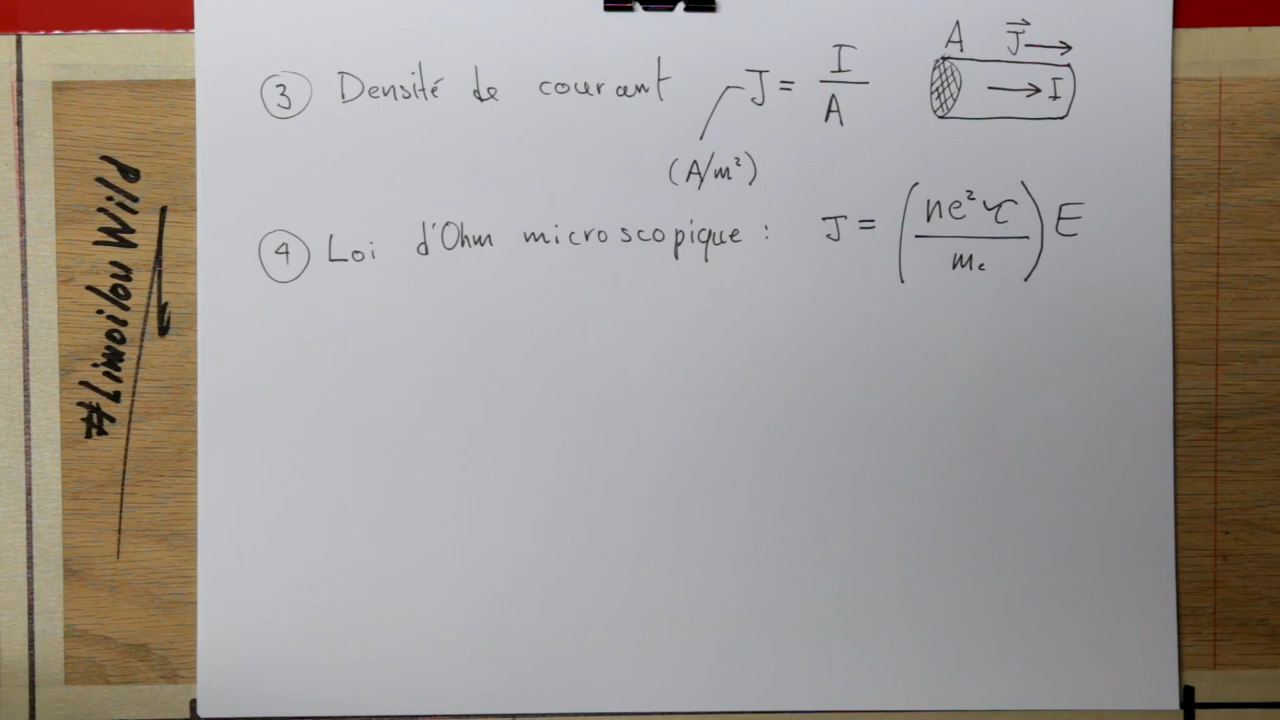 ③ Densité de courant J = I / A
A J⃗ → → I
(A/m²)
④ Loi d'Ohm microscopique : J = (ne²τ / mₑ) E
#Limoilou Wild